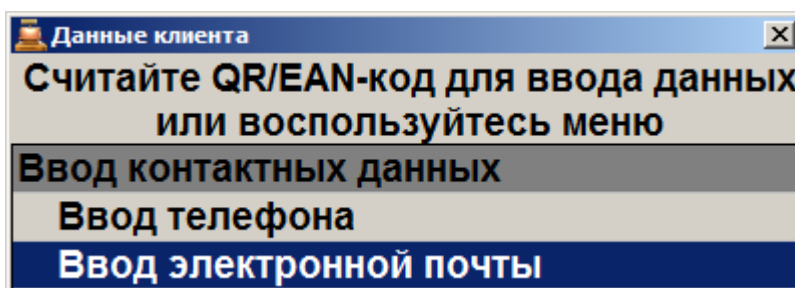 Данные клиента
Считайте QR/EAN-код для ввода данных
или воспользуйтесь меню
Ввод контактных данных
Ввод телефона
Ввод электронной почты